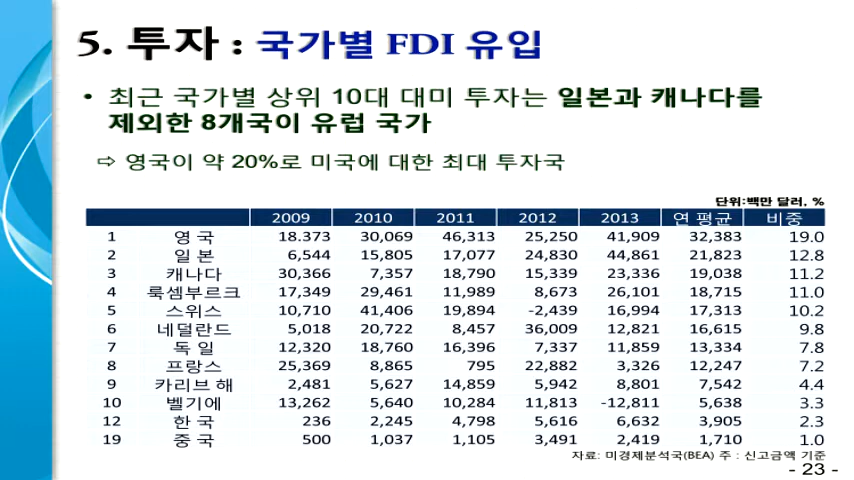 5. 투자 : 국가별 FDI 유입
• 최근 국가별 상위 10대 대미 투자는 일본과 캐나다를
제외한 8개국이 유럽 국가
⇨ 영국이 약 20%로 미국에 대한 최대 투자국
단위:백만 달러, %
2009 2010 2011 2012 2013 연 평균 비중
1 영 국 18.373 30,069 46,313 25,250 41,909 32,383 19.0
2 일 본 6,544 15,805 17,077 24,830 44,861 21,823 12.8
3 캐나다 30,366 7,357 18,790 15,339 23,336 19,038 11.2
4 룩셈부르크 17,349 29,461 11,989 8,673 26,101 18,715 11.0
5 스위스 10,710 41,406 19,894 -2,439 16,994 17,313 10.2
6 네덜란드 5,018 20,722 8,457 36,009 12,821 16,615 9.8
7 독 일 12,320 18,760 16,396 7,337 11,859 13,334 7.8
8 프랑스 25,369 8,865 795 22,882 3,326 12,247 7.2
9 카리브 해 2,481 5,627 14,859 5,942 8,801 7,542 4.4
10 벨기에 13,262 5,640 10,284 11,813 -12,811 5,638 3.3
12 한 국 236 2,245 4,798 5,616 6,632 3,905 2.3
19 중 국 500 1,037 1,105 3,491 2,419 1,710 1.0
자료: 미경제분석국(BEA) 주 : 신고금액 기준
- 23 -